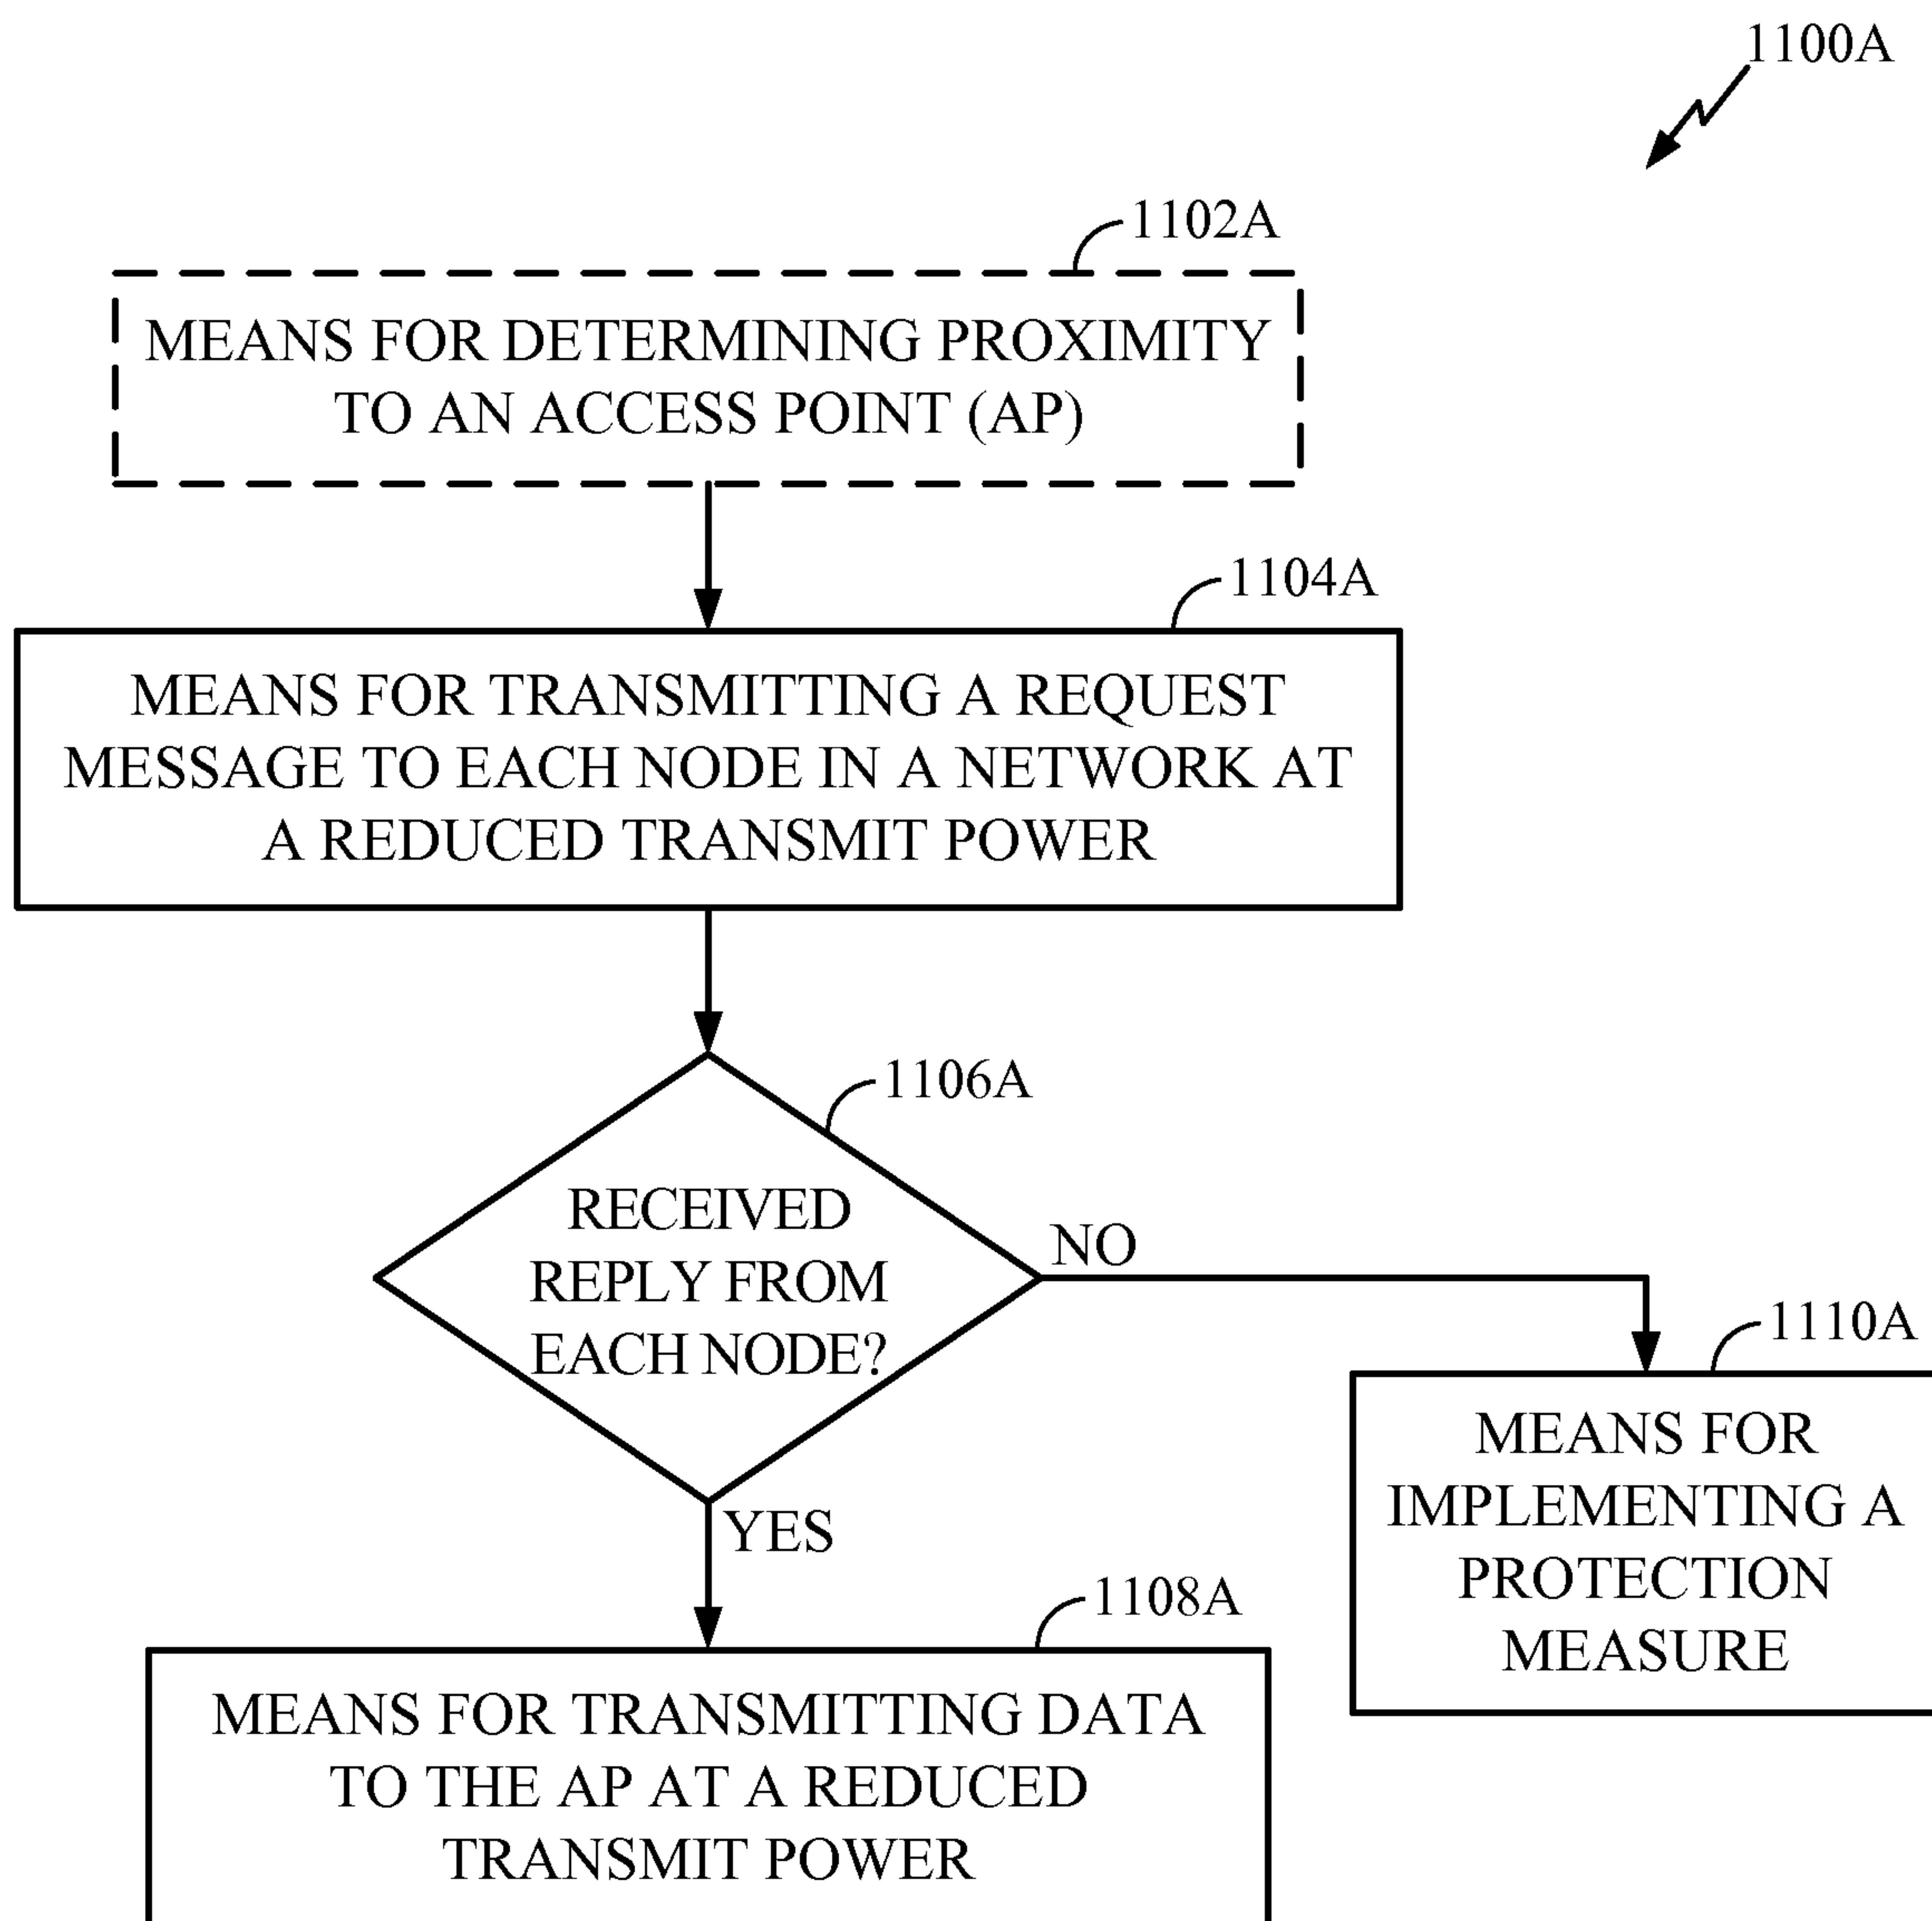 1100A
1102A
MEANS FOR DETERMINING PROXIMITY
TO AN ACCESS POINT (AP)
1104A
MEANS FOR TRANSMITTING A REQUEST
MESSAGE TO EACH NODE IN A NETWORK AT
A REDUCED TRANSMIT POWER
1106A
RECEIVED
REPLY FROM
EACH NODE?
NO
1110A
MEANS FOR
IMPLEMENTING A
PROTECTION
MEASURE
YES
1108A
MEANS FOR TRANSMITTING DATA
TO THE AP AT A REDUCED
TRANSMIT POWER